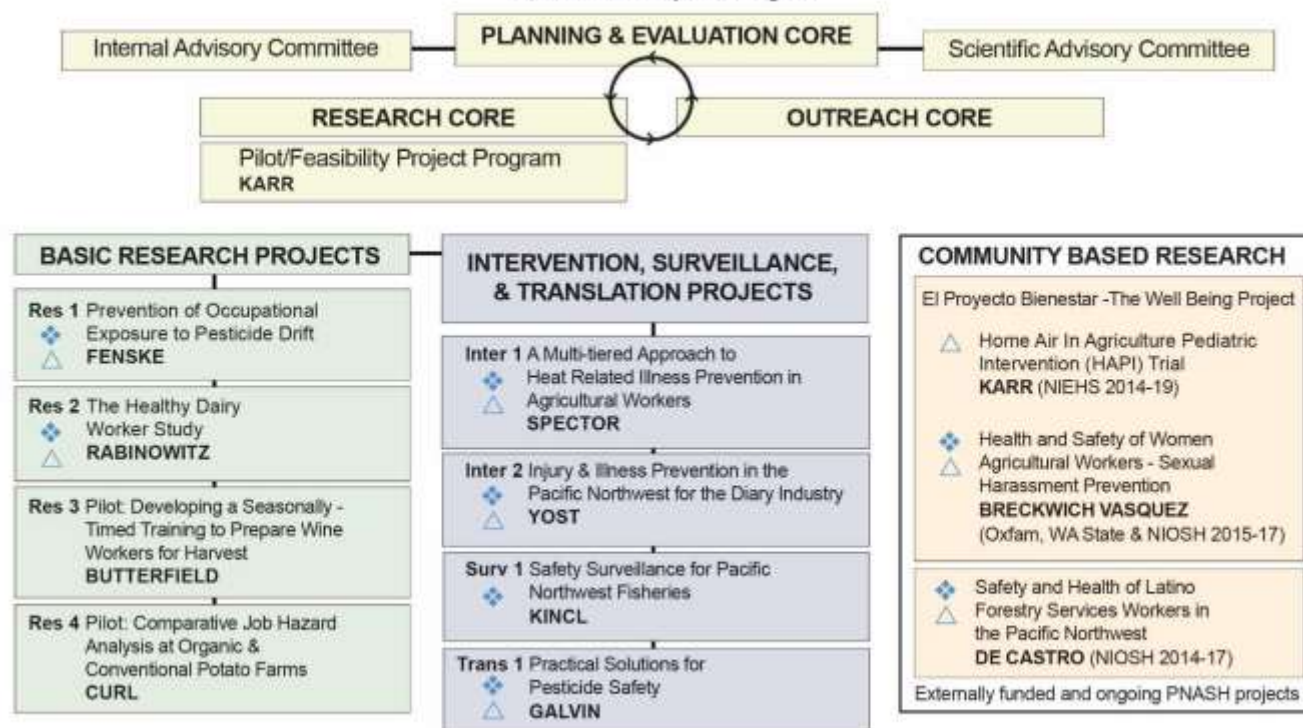 Internal Advisory Committee
PLANNING & EVALUATION CORE
Scientific Advisory Committee
RESEARCH CORE
OUTREACH CORE
Pilot/Feasibility Project Program
KARR
BASIC RESEARCH PROJECTS
Res 1 Prevention of Occupational
Exposure to Pesticide Drift
FENSKE
Res 2 The Healthy Dairy
Worker Study
RABINOWITZ
Res 3 Pilot: Developing a Seasonally -
Timed Training to Prepare Wine
Workers for Harvest
BUTTERFIELD
Res 4 Pilot: Comparative Job Hazard
Analysis at Organic &
Conventional Potato Farms
CURL
INTERVENTION, SURVEILLANCE,
& TRANSLATION PROJECTS
Inter 1 A Multi-tiered Approach to
Heat Related Illness Prevention in
Agricultural Workers
SPECTOR
Inter 2 Injury & Illness Prevention in the
Pacific Northwest for the Diary Industry
YOST
Surv 1 Safety Surveillance for Pacific
Northwest Fisheries
KINCL
Trans 1 Practical Solutions for
Pesticide Safety
GALVIN
COMMUNITY BASED RESEARCH
El Proyecto Bienestar -The Well Being Project
Home Air In Agriculture Pediatric
Intervention (HAPI) Trial
KARR (NIEHS 2014-19)
Health and Safety of Women
Agricultural Workers - Sexual
Harassment Prevention
BRECKWICH VASQUEZ
(Oxfam, WA State & NIOSH 2015-17)
Safety and Health of Latino
Forestry Services Workers in
the Pacific Northwest
DE CASTRO (NIOSH 2014-17)
Externally funded and ongoing PNASH projects